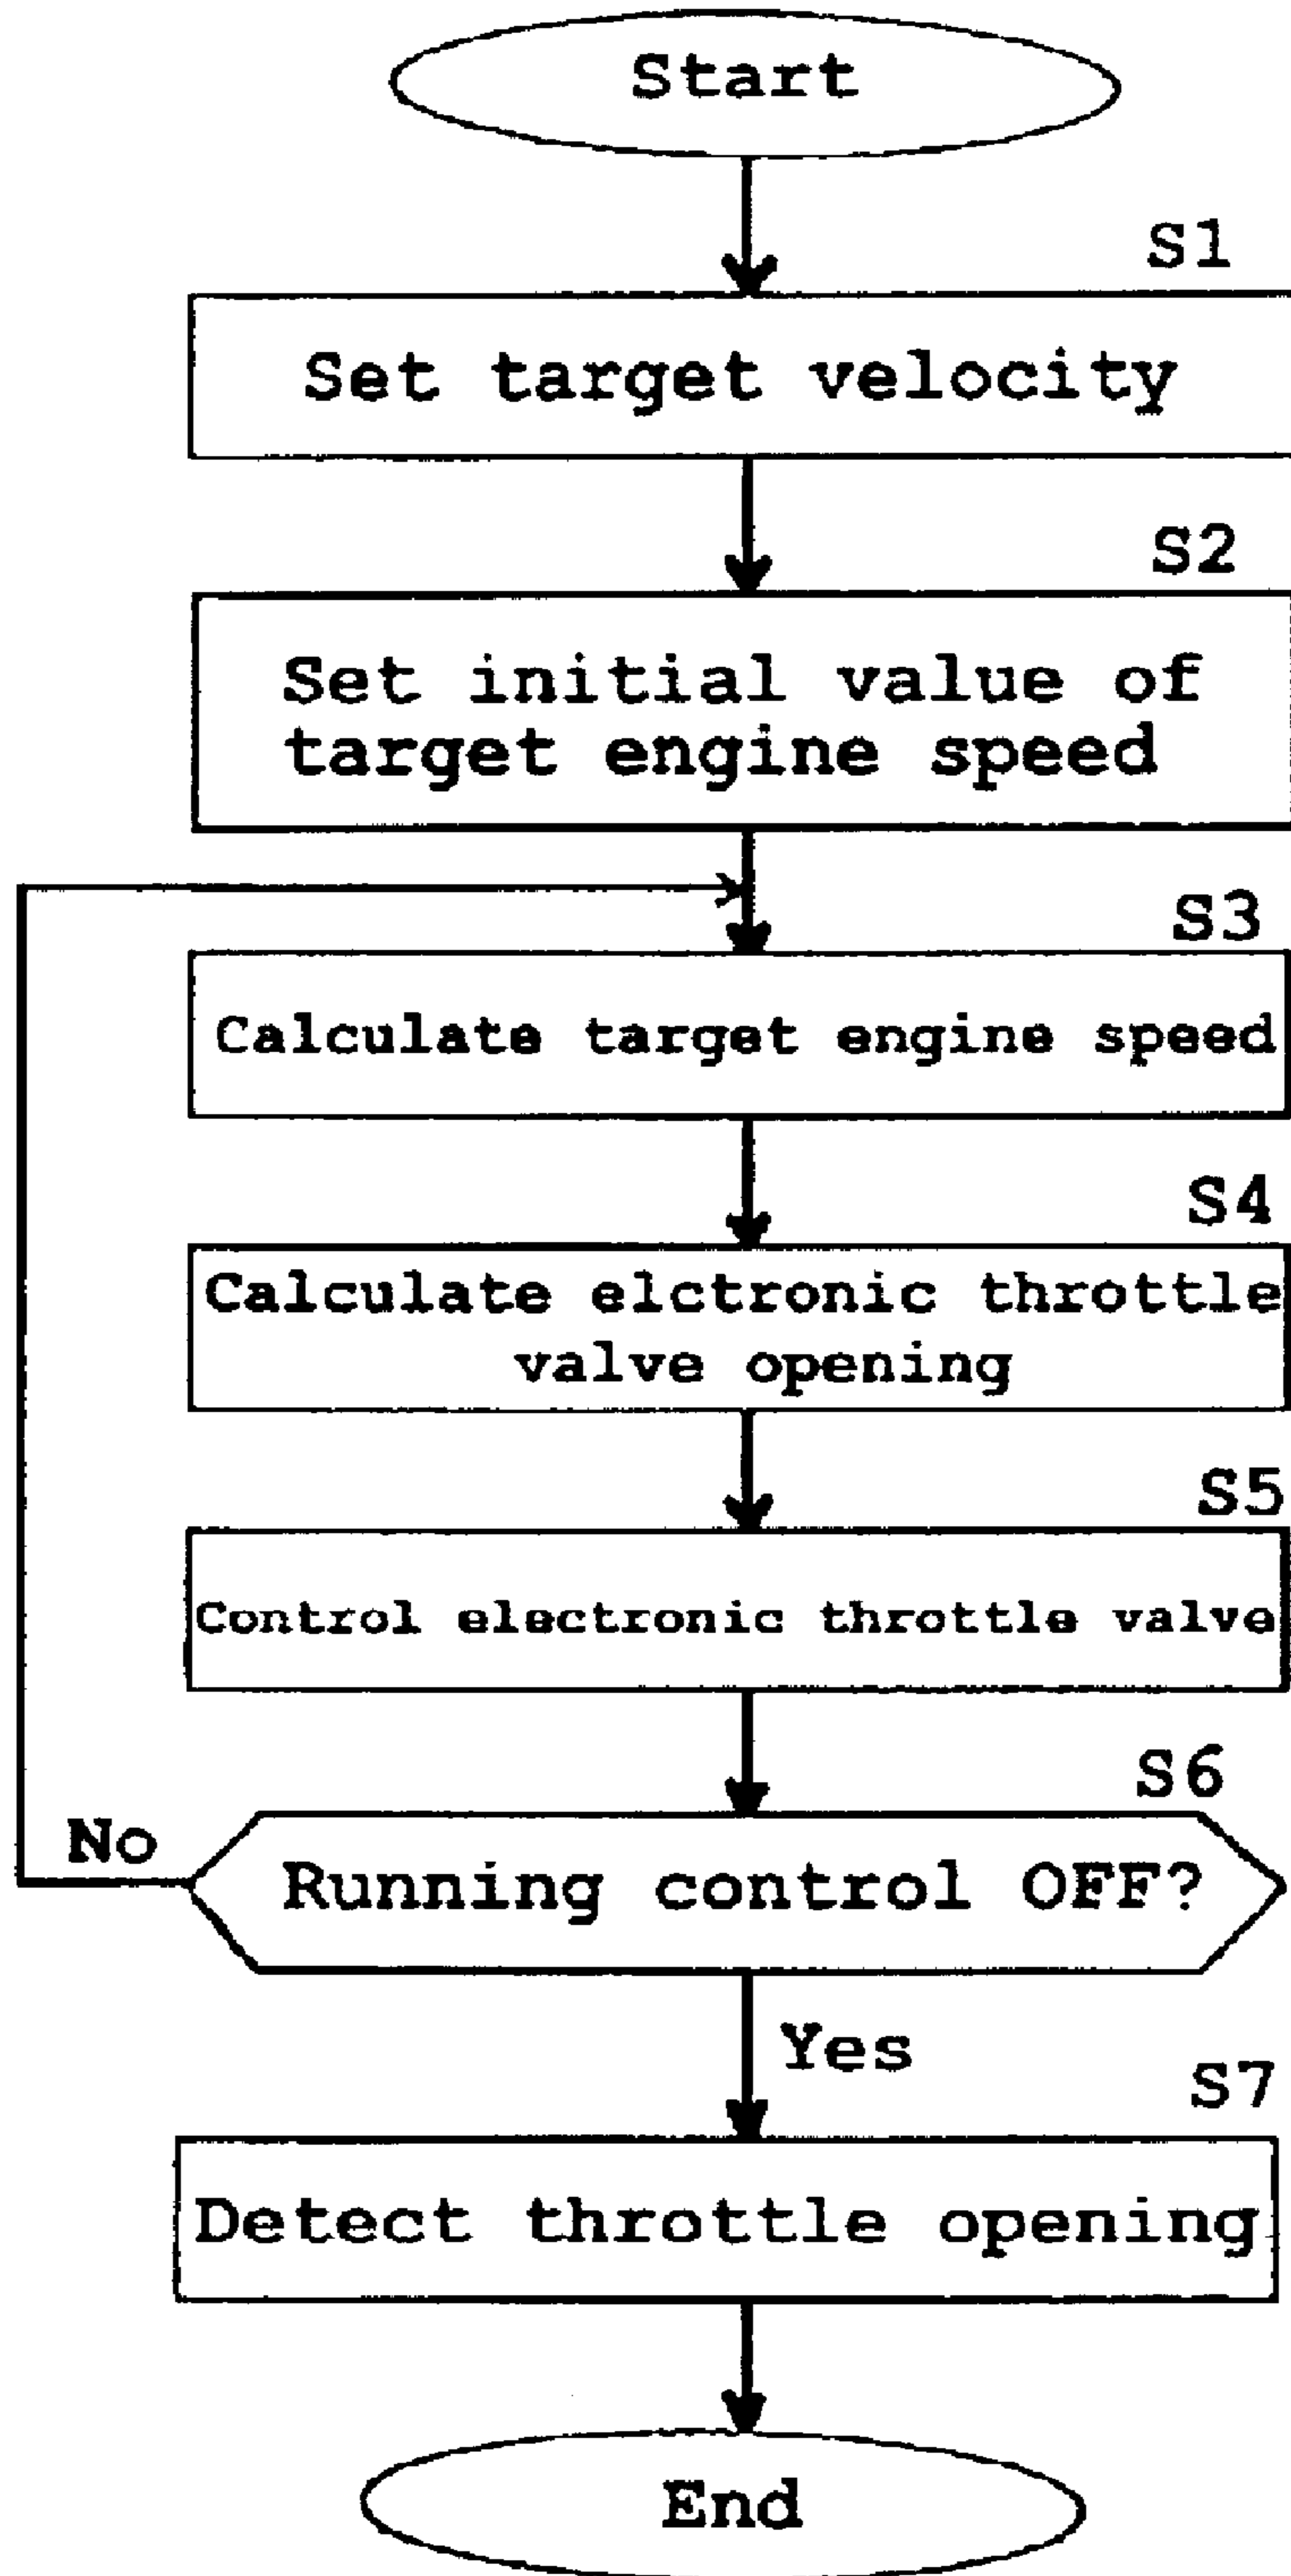 Start
S1
Set target velocity
S2
Set initial value of
target engine speed
S3
Calculate target engine speed
S4
Calculate elctronic throttle
valve opening
S5
Control electronic throttle valve
S6
No
Running control OFF?
Yes
S7
Detect throttle opening
End